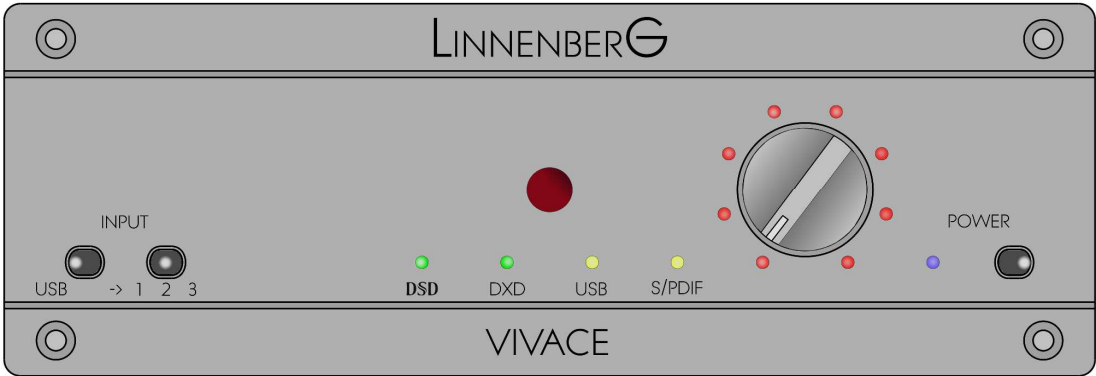 LINNENBERG
INPUT
POWER
USB -> 1 2 3
DSD DXD USB S/PDIF
VIVACE